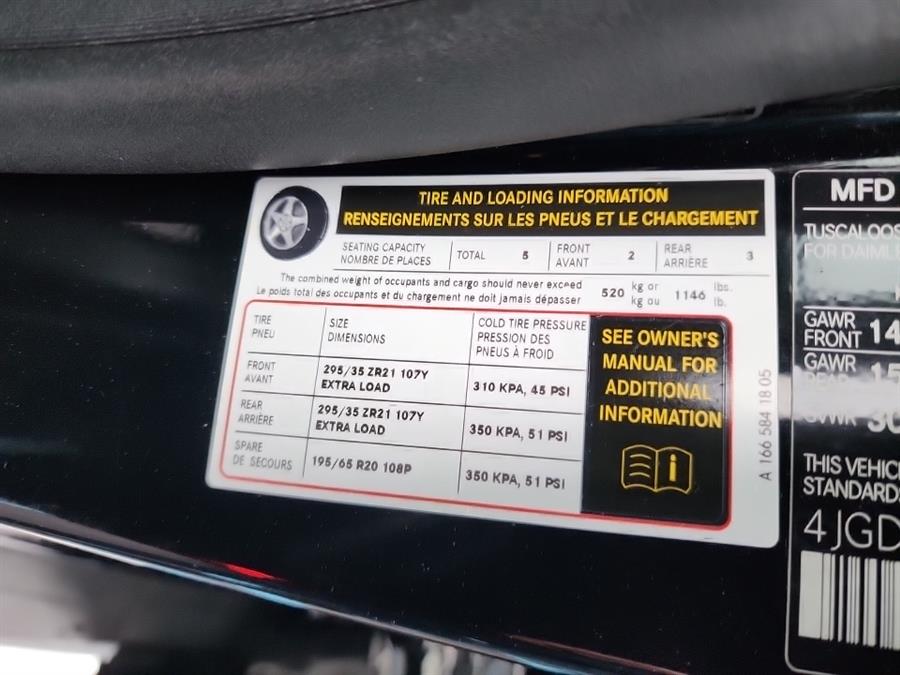 TIRE AND LOADING INFORMATION
RENSEIGNEMENTS SUR LES PNEUS ET LE CHARGEMENT
SEATING CAPACITY
NOMBRE DE PLACES
TOTAL 5
FRONT
AVANT 2
REAR
ARRIÈRE 3
The combined weight of occupants and cargo should never exceed
Le poids total des occupants et du chargement ne doit jamais dépasser
520 kg or 1146 lbs.
kg ou lb.
TIRE
PNEU
SIZE
DIMENSIONS
COLD TIRE PRESSURE
PRESSION DES
PNEUS À FROID
FRONT
AVANT
295/35 ZR21 107Y
EXTRA LOAD
310 KPA, 45 PSI
REAR
ARRIÈRE
295/35 ZR21 107Y
EXTRA LOAD
350 KPA, 51 PSI
SPARE
DE SECOURS
195/65 R20 108P
350 KPA, 51 PSI
SEE OWNER'S
MANUAL FOR
ADDITIONAL
INFORMATION
i
A 166 584 18 05
MFD
TUSCALOOS
FOR DAIML
GAWR
FRONT 14
GAWR
15
GVWR 30
THIS VEHIC
STANDARDS
4JGD